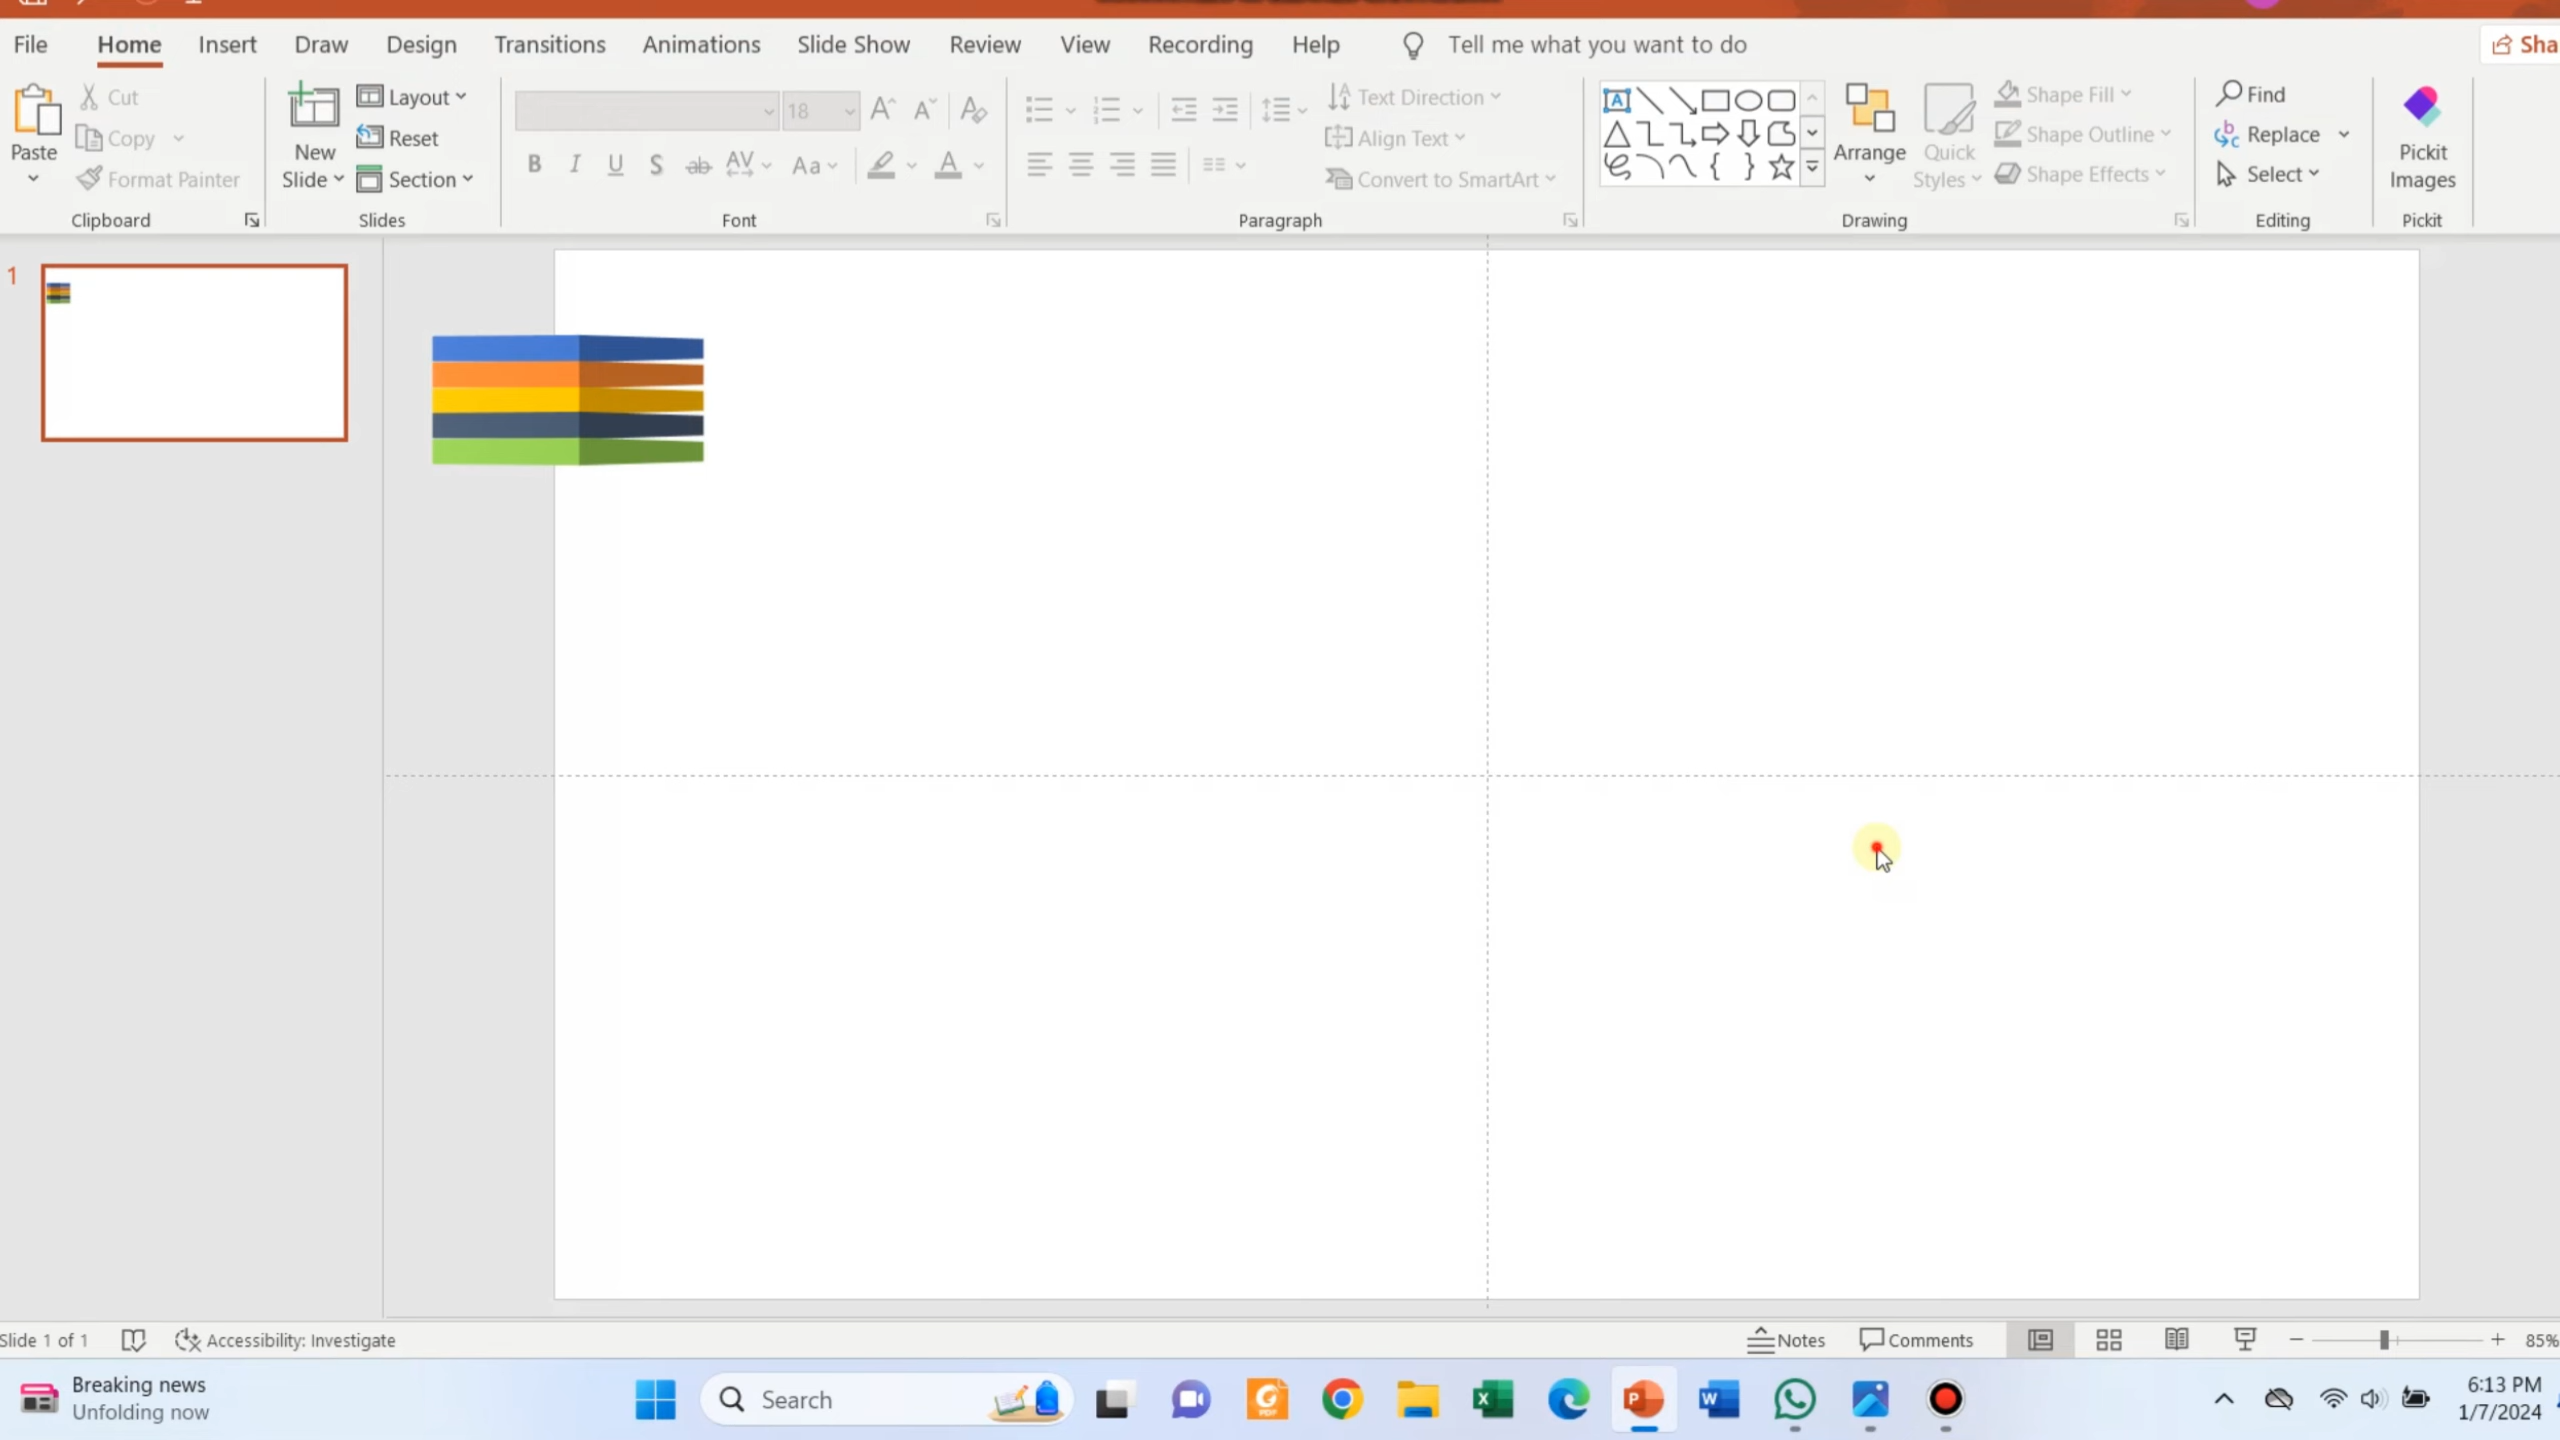 File Home Insert Draw Design Transitions Animations Slide Show Review View Recording Help Tell me what you want to do Sha
Paste
Cut
Copy
Format Painter
Clipboard
New
Slide
Layout
Reset
Section
Slides
18
B I U S ab AV Aa A
Font
Text Direction
Align Text
Convert to SmartArt
Paragraph
Arrange
Quick
Styles
Shape Fill
Shape Outline
Shape Effects
Drawing
Find
Replace
Select
Editing
Pickit
Images
Pickit
1
Slide 1 of 1 Accessibility: Investigate Notes Comments 85%
Breaking news
Unfolding now
Search
6:13 PM
1/7/2024